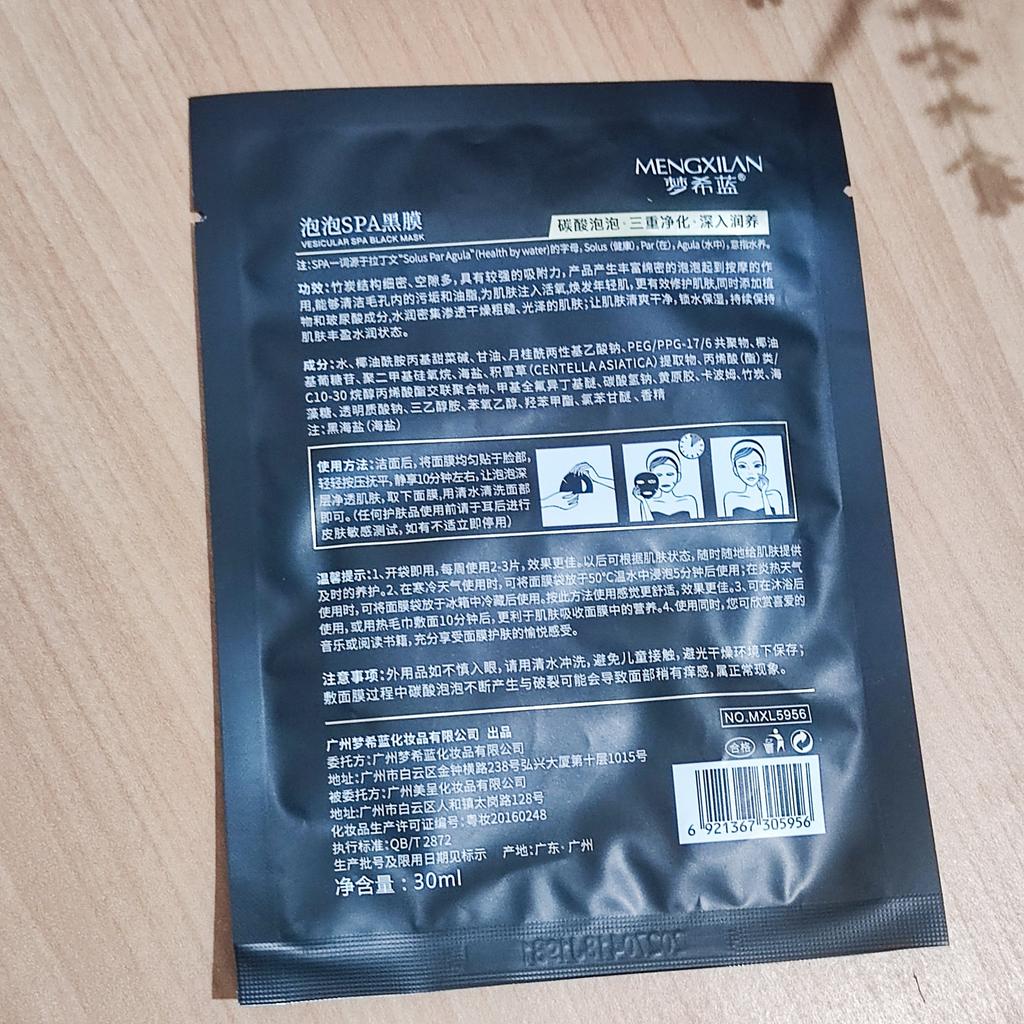 MENGXILAN
梦希蓝®
泡泡SPA黑膜
VESICULAR SPA BLACK MASK
碳酸泡泡·三重净化·深入润养
注:SPA一词源于拉丁文"Solus Par Agula"(Health by water)的字母, Solus (健康), Par (在), Agula (水中), 意指水养。
功效:竹炭结构细密、空隙多,具有较强的吸附力,产品产生丰富绵密的泡泡起到按摩的作
用,能够清洁毛孔内的污垢和油脂,为肌肤注入活氧,焕发年轻肌,更有效修护肌肤,同时添加植
物和玻尿酸成分,水润密集渗透干燥粗糙、光泽的肌肤;让肌肤清爽干净,锁水保湿,持续保持
肌肤丰盈水润状态。
成分:水、椰油酰胺丙基甜菜碱、甘油、月桂酰两性基乙酸钠、PEG/PPG-17/6 共聚物、椰油
基葡糖苷、聚二甲基硅氧烷、海盐、积雪草(CENTELLA ASIATICA)提取物、丙烯酸(酯)类/
C10-30 烷醇丙烯酸酯交联聚合物、甲基全氟异丁基醚、碳酸氢钠、黄原胶、卡波姆、竹炭、海
藻糖、透明质酸钠、三乙醇胺、苯氧乙醇、羟苯甲酯、氯苯甘醚、香精
注:黑海盐(海盐)
使用方法:洁面后,将面膜均匀贴于脸部,
轻轻按压抚平,静享10分钟左右,让泡泡深
层净透肌肤,取下面膜,用清水清洗面部
即可。(任何护肤品使用前请于耳后进行
皮肤敏感测试,如有不适立即停用)
温馨提示:1、开袋即用,每周使用2-3片,效果更佳。以后可根据肌肤状态,随时随地给肌肤提供
及时的养护。2、在寒冷天气使用时,可将面膜袋放于50°C温水中浸泡5分钟后使用;在炎热天气
使用时,可将面膜袋放于冰箱中冷藏后使用。按此方法使用感觉更舒适,效果更佳。3、可在沐浴后
使用,或用热毛巾敷面10分钟后,更利于肌肤吸收面膜中的营养。4、使用同时,您可欣赏喜爱的
音乐或阅读书籍,充分享受面膜护肤的愉悦感受。
注意事项:外用品如不慎入眼,请用清水冲洗,避免儿童接触,避光干燥环境下保存;
敷面膜过程中碳酸泡泡不断产生与破裂可能会导致面部稍有痒感,属正常现象。
NO.MXL5956
广州梦希蓝化妆品有限公司 出品
委托方:广州梦希蓝化妆品有限公司
地址:广州市白云区金钟横路238号弘兴大厦第十层1015号
被委托方:广州美呈化妆品有限公司
地址:广州市白云区人和镇太岗路128号
化妆品生产许可证编号:粤妆20160248
执行标准:QB/T 2872
生产批号及限用日期见标示 产地:广东·广州
净含量:30ml
合格
6 921367 305956